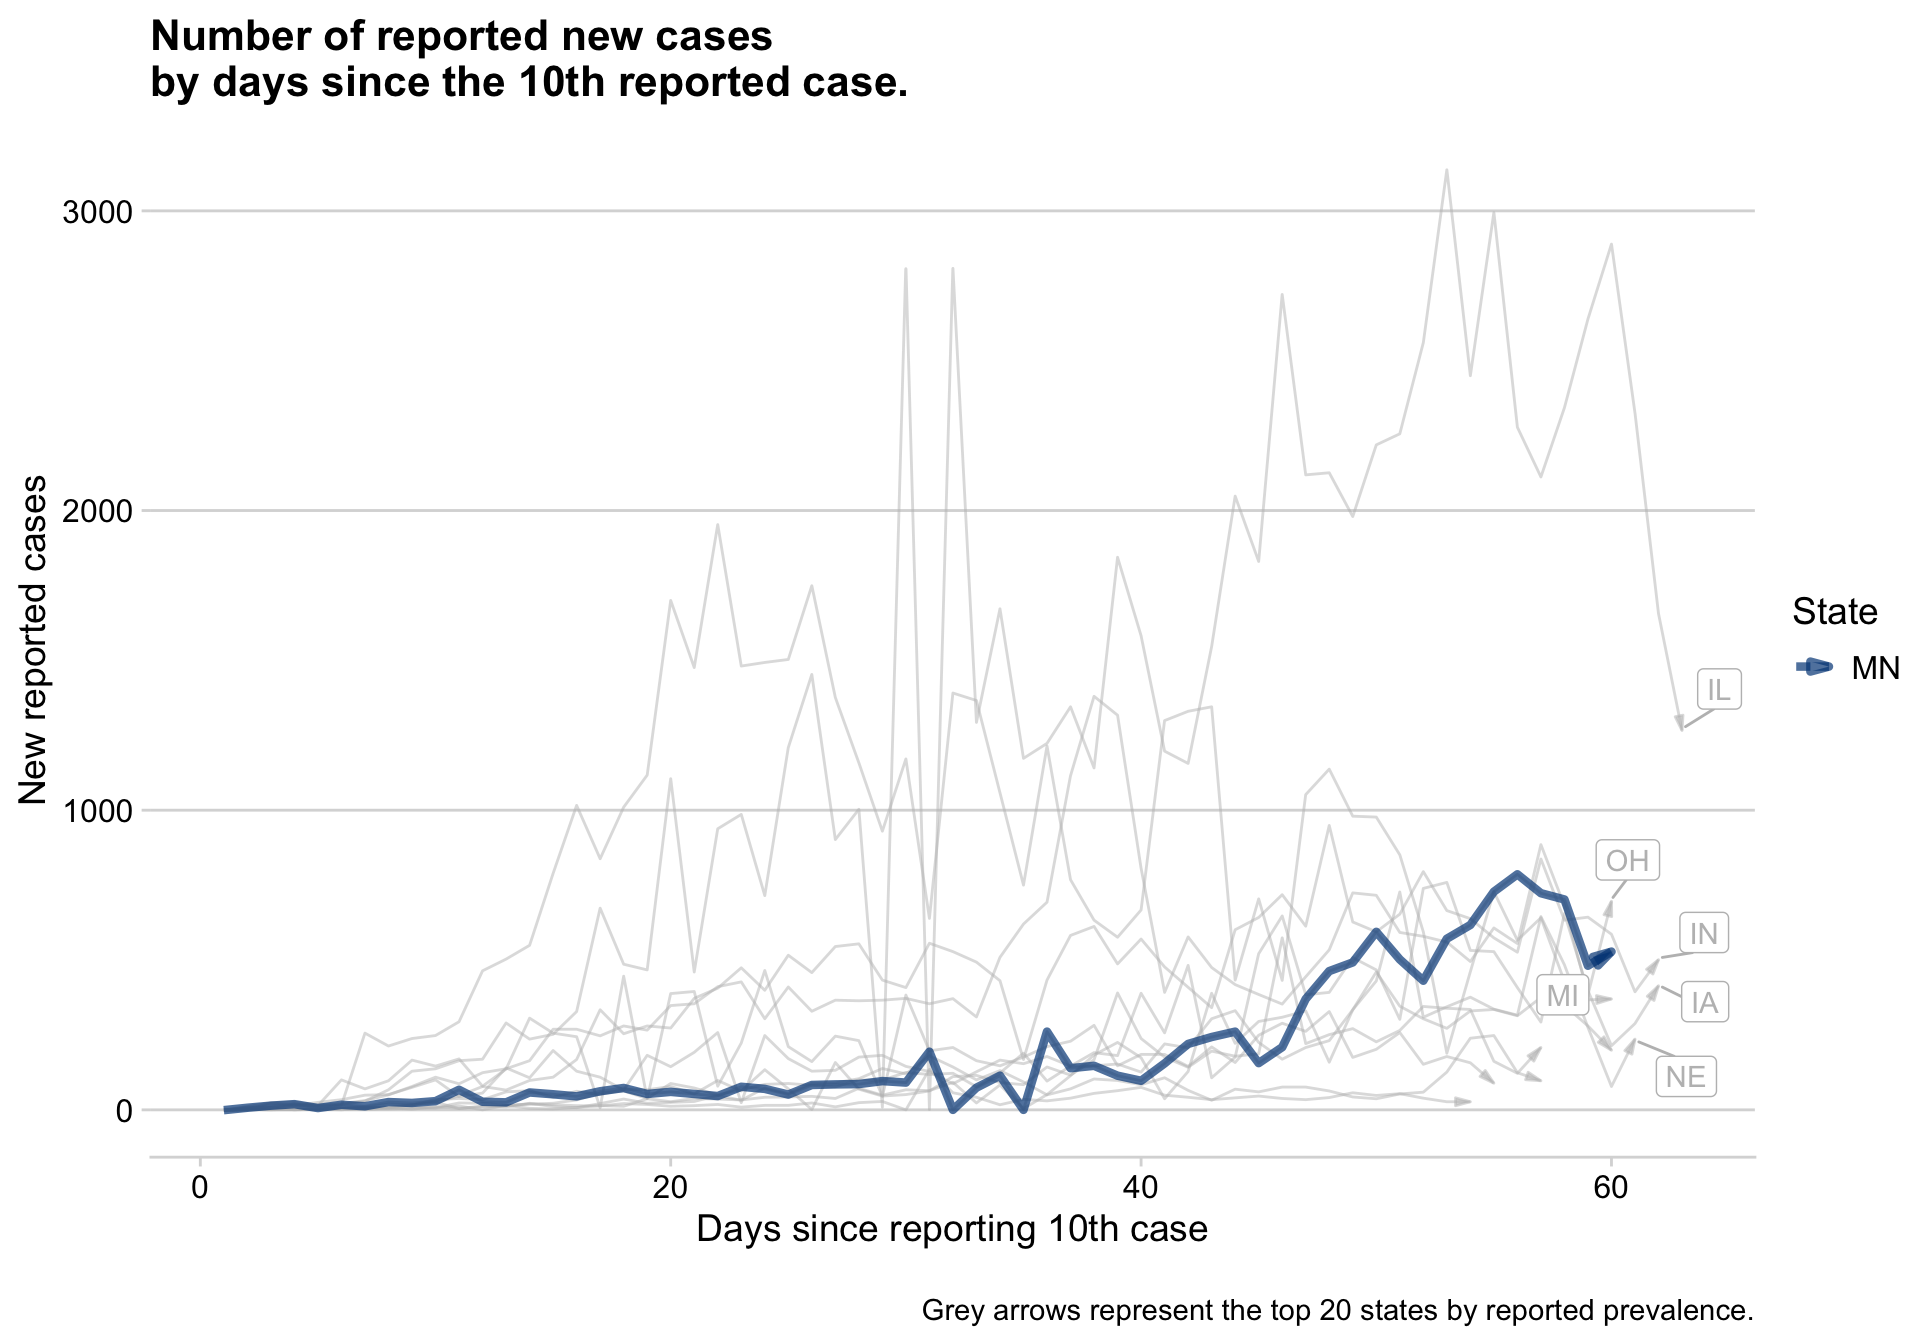 Number of reported new cases
by days since the 10th reported case.
New reported cases
3000
2000
1000
0
0
20
40
60
Days since reporting 10th case
IL
OH
IN
MI
IA
NE
State
MN
Grey arrows represent the top 20 states by reported prevalence.